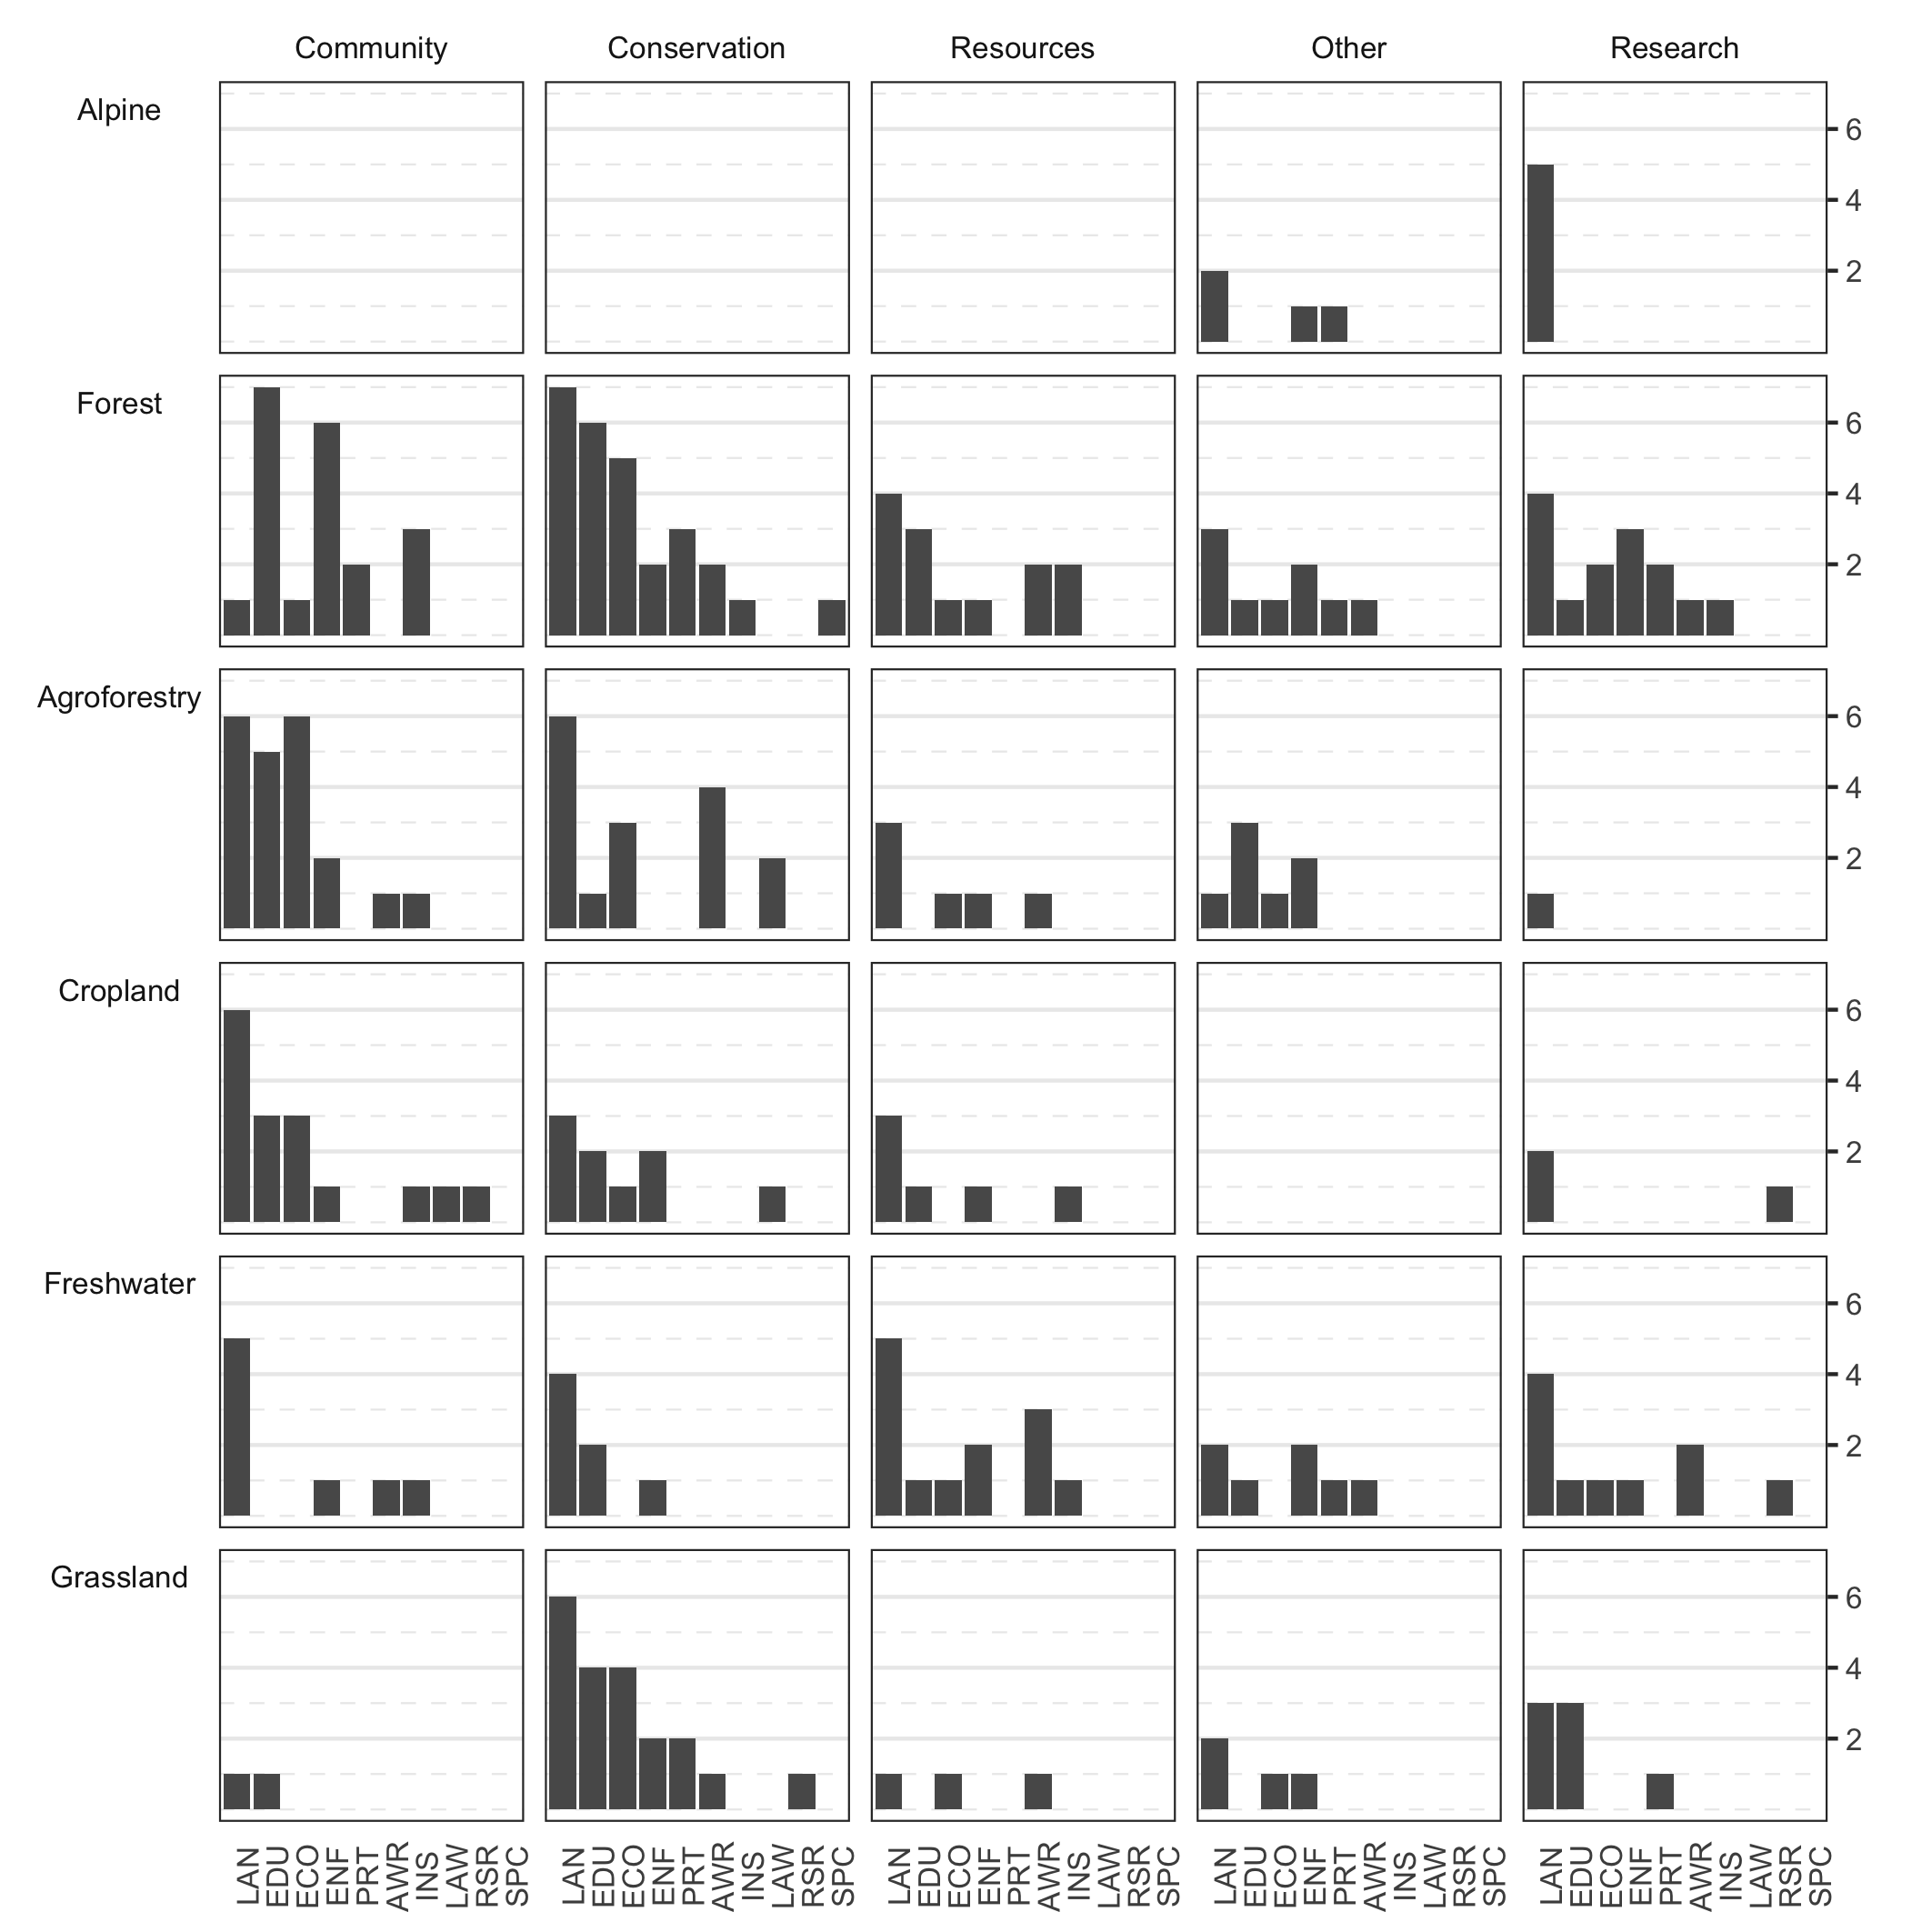 Community Conservation Resources Other Research
Alpine
6
4
2
Forest
6
4
2
Agroforestry
6
4
2
Cropland
6
4
2
Freshwater
6
4
2
Grassland
6
4
2
LAN EDU ECO ENF PRT AWR INS LAW RSR SPC LAN EDU ECO ENF PRT AWR INS LAW RSR SPC LAN EDU ECO ENF PRT AWR INS LAW RSR SPC LAN EDU ECO ENF PRT AWR INS LAW RSR SPC LAN EDU ECO ENF PRT AWR INS LAW RSR SPC